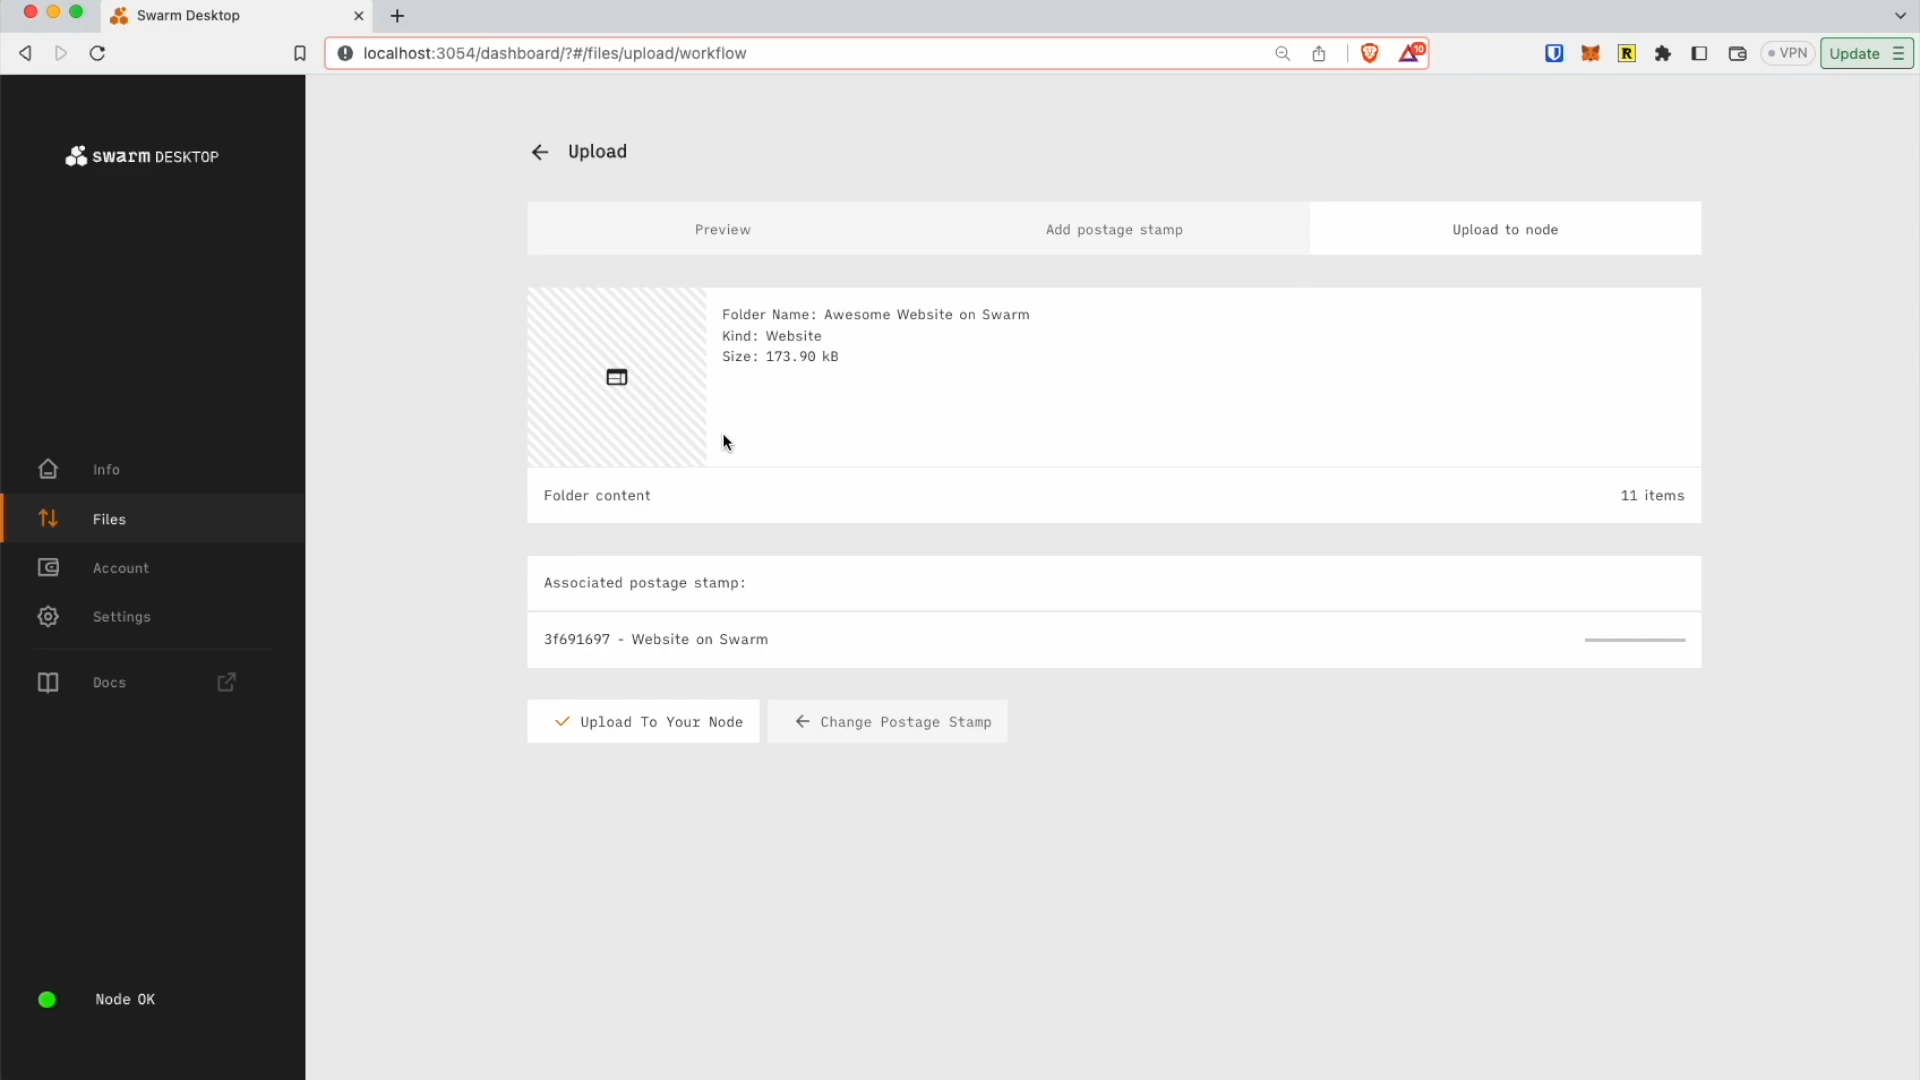 Swarm Desktop
localhost:3054/dashboard/?#/files/upload/workflow
10
R
VPN
Update
swarm DESKTOP
Upload
Preview
Add postage stamp
Upload to node
Folder Name: Awesome Website on Swarm
Kind: Website
Size: 173.90 kB
Folder content
11 items
Associated postage stamp:
3f691697 - Website on Swarm
Upload To Your Node
Change Postage Stamp
Info
Files
Account
Settings
Docs
Node OK